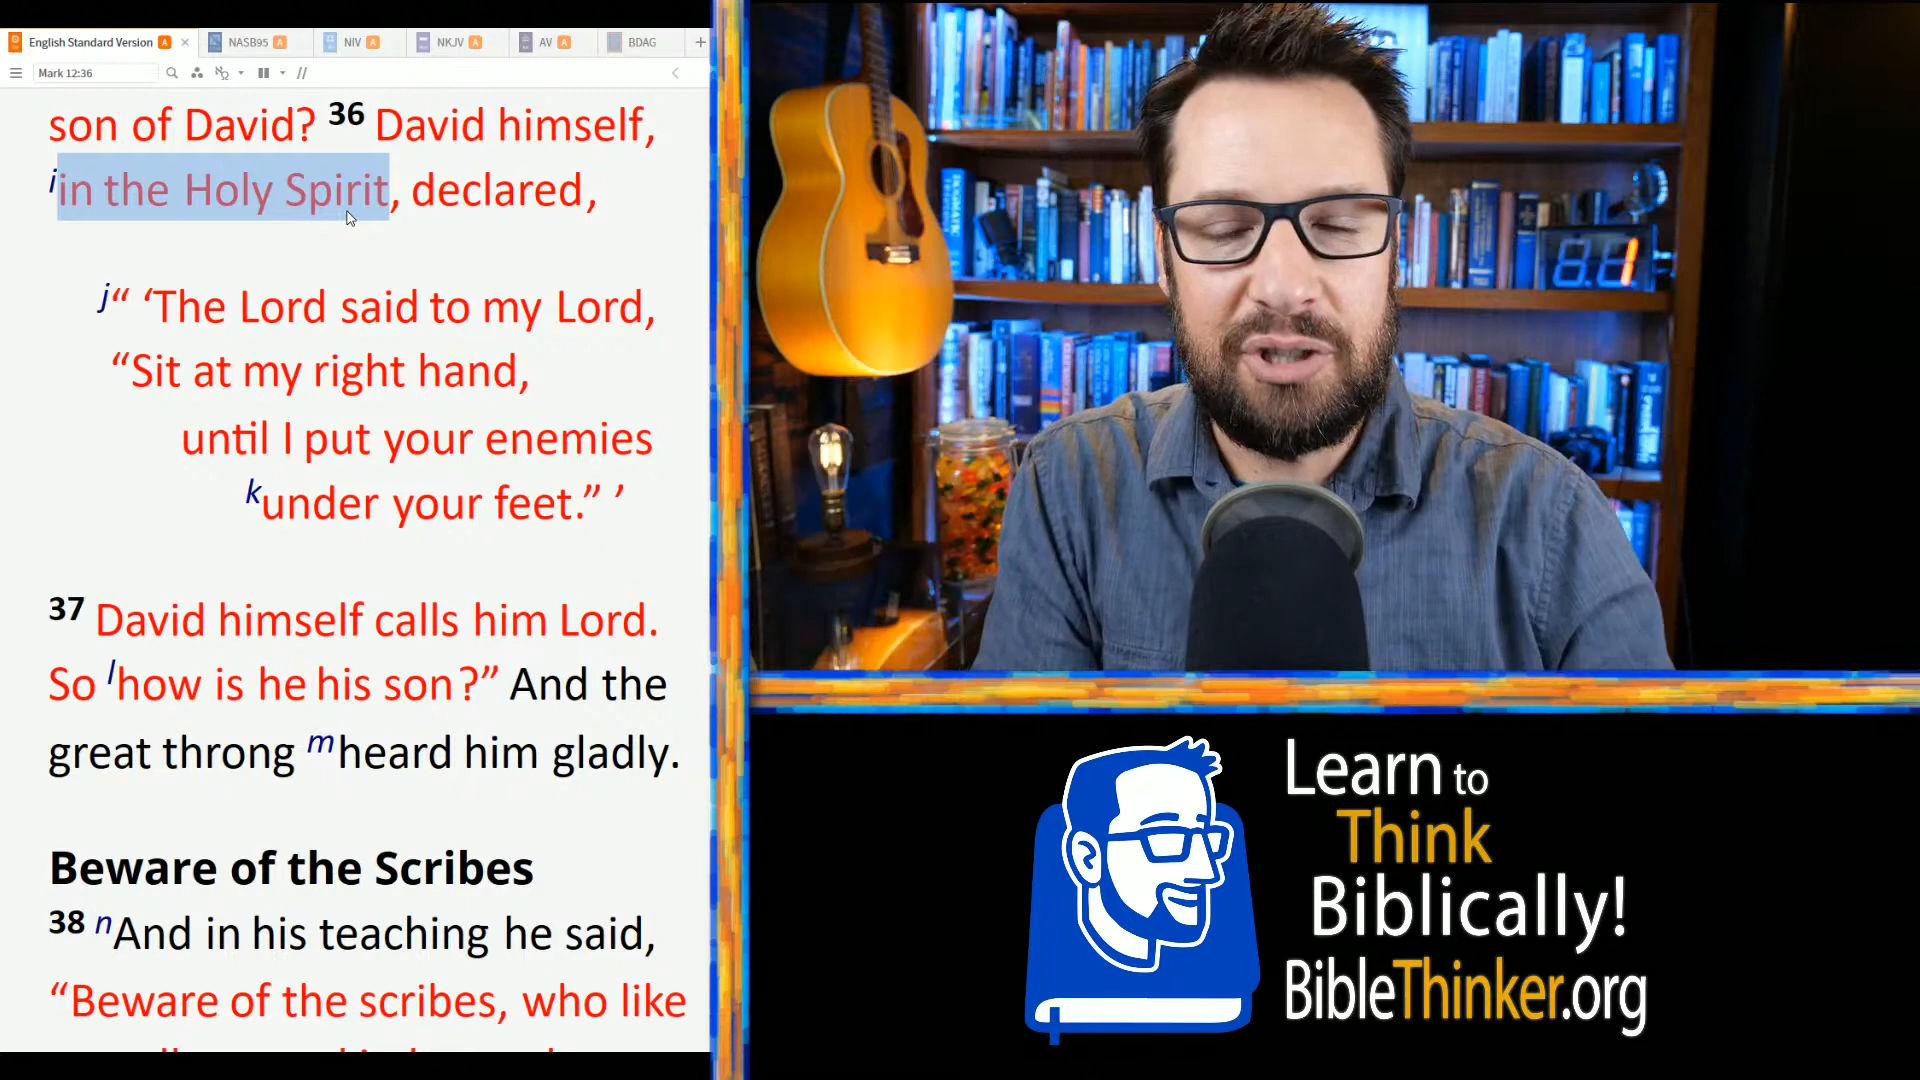 English Standard Version A
NASB95 A
NIV A
NKJV A
AV A
BDAG
Mark 12:36
son of David? 36 David himself,
i in the Holy Spirit, declared,
j “ ‘The Lord said to my Lord,
“Sit at my right hand,
until I put your enemies
k under your feet.” ’
37 David himself calls him Lord.
So l how is he his son?” And the
great throng m heard him gladly.
Beware of the Scribes
38 n And in his teaching he said,
“Beware of the scribes, who like
Learn to
Think
Biblically!
BibleThinker.org